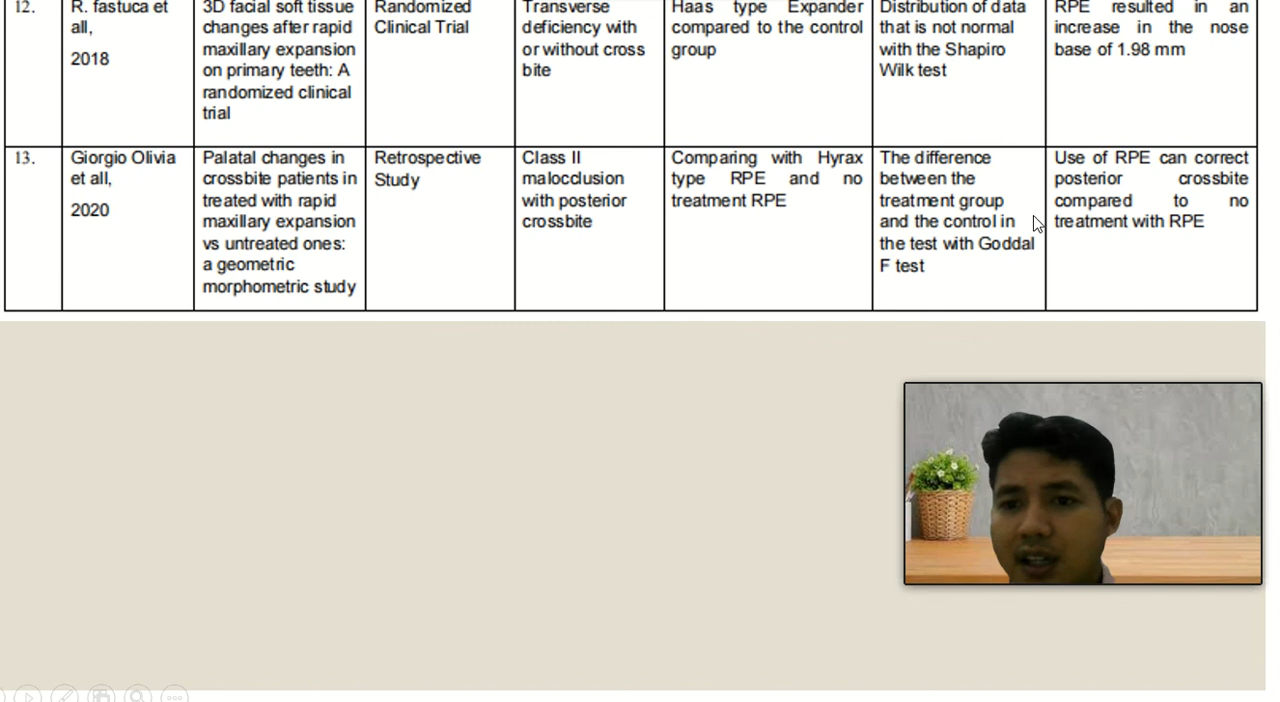 12.
R. fastuca et
all,
2018
3D facial soft tissue
changes after rapid
maxillary expansion
on primary teeth: A
randomized clinical
trial
Randomized
Clinical Trial
Transverse
deficiency with
or without cross
bite
Haas type Expander
compared to the control
group
Distribution of data
that is not normal
with the Shapiro
Wilk test
RPE resulted in an
increase in the nose
base of 1.98 mm
13.
Giorgio Olivia
et all,
2020
Palatal changes in
crossbite patients in
treated with rapid
maxillary expansion
vs untreated ones:
a geometric
morphometric study
Retrospective
Study
Class II
malocclusion
with posterior
crossbite
Comparing with Hyrax
type RPE and no
treatment RPE
The difference
between the
treatment group
and the control in
the test with Goddal
F test
Use of RPE can correct
posterior crossbite
compared to no
treatment with RPE